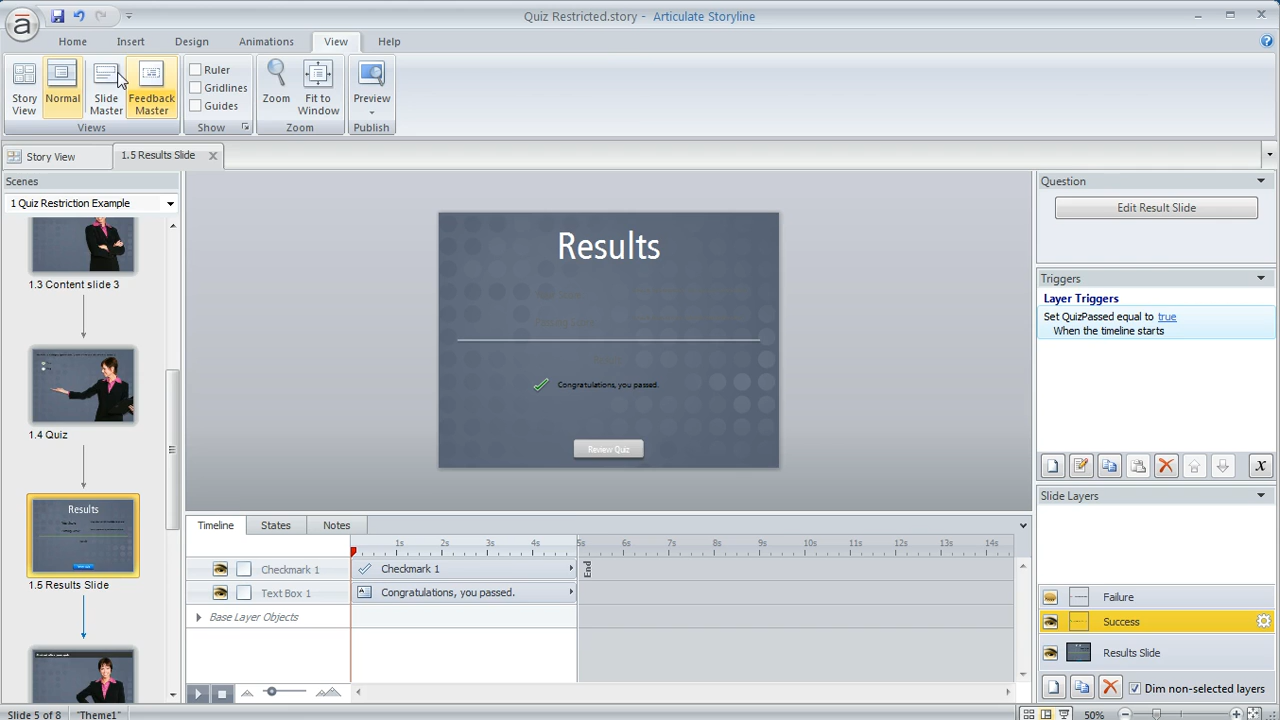 Quiz Restricted.story - Articulate Storyline
Home Insert Design Animations View Help
Story View
Normal
Slide Master
Feedback Master
Views
Ruler
Gridlines
Guides
Show
Zoom
Fit to Window
Zoom
Preview
Publish
Story View
1.5 Results Slide
Scenes
1 Quiz Restriction Example
1.3 Content slide 3
1.4 Quiz
Results
1.5 Results Slide
Results
Congratulations, you passed.
Review Quiz
Timeline States Notes
1s 2s 3s 4s 5s 6s 7s 8s 9s 10s 11s 12s 13s 14s
Checkmark 1
Checkmark 1
End
Text Box 1
Congratulations, you passed.
Base Layer Objects
Question
Edit Result Slide
Triggers
Layer Triggers
Set QuizPassed equal to true
When the timeline starts
Slide Layers
Failure
Success
Results Slide
Dim non-selected layers
Slide 5 of 8
"Theme1"
50%